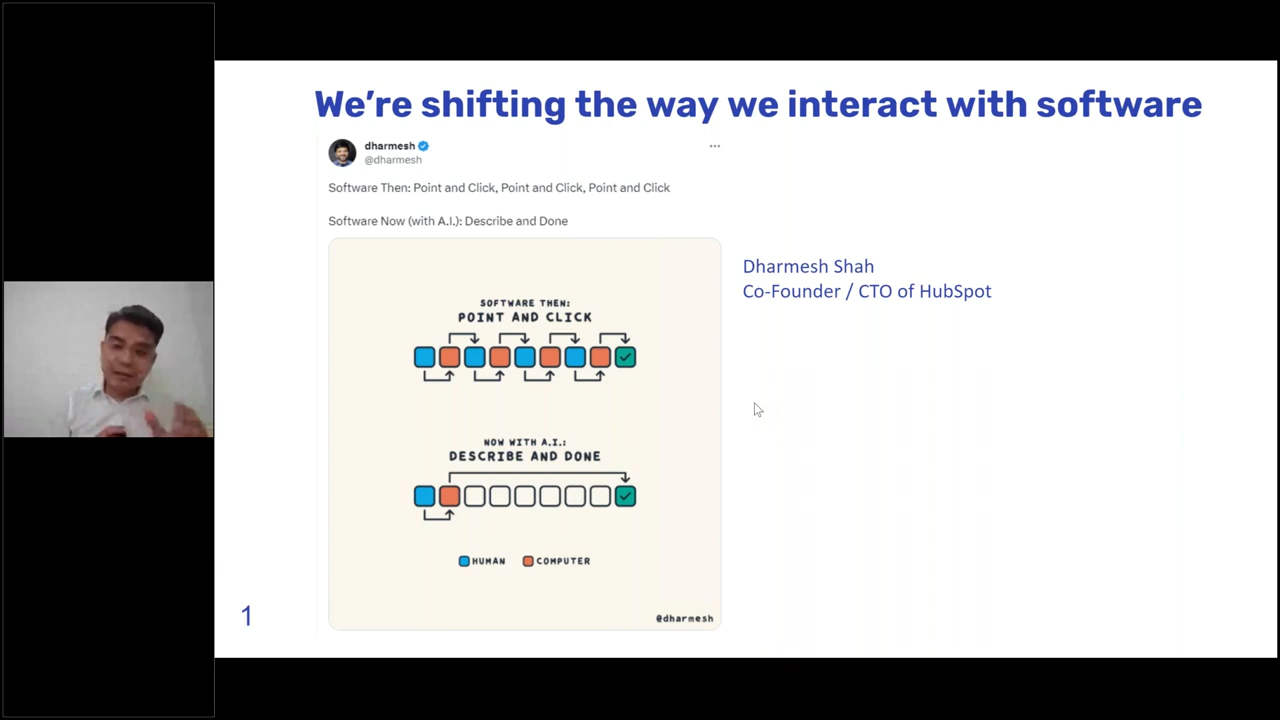 We're shifting the way we interact with software
dharmesh
@dharmesh
Software Then: Point and Click, Point and Click, Point and Click
Software Now (with A.I.): Describe and Done
SOFTWARE THEN:
POINT AND CLICK
NOW WITH A.I.:
DESCRIBE AND DONE
HUMAN COMPUTER
@dharmesh
Dharmesh Shah
Co-Founder / CTO of HubSpot
1